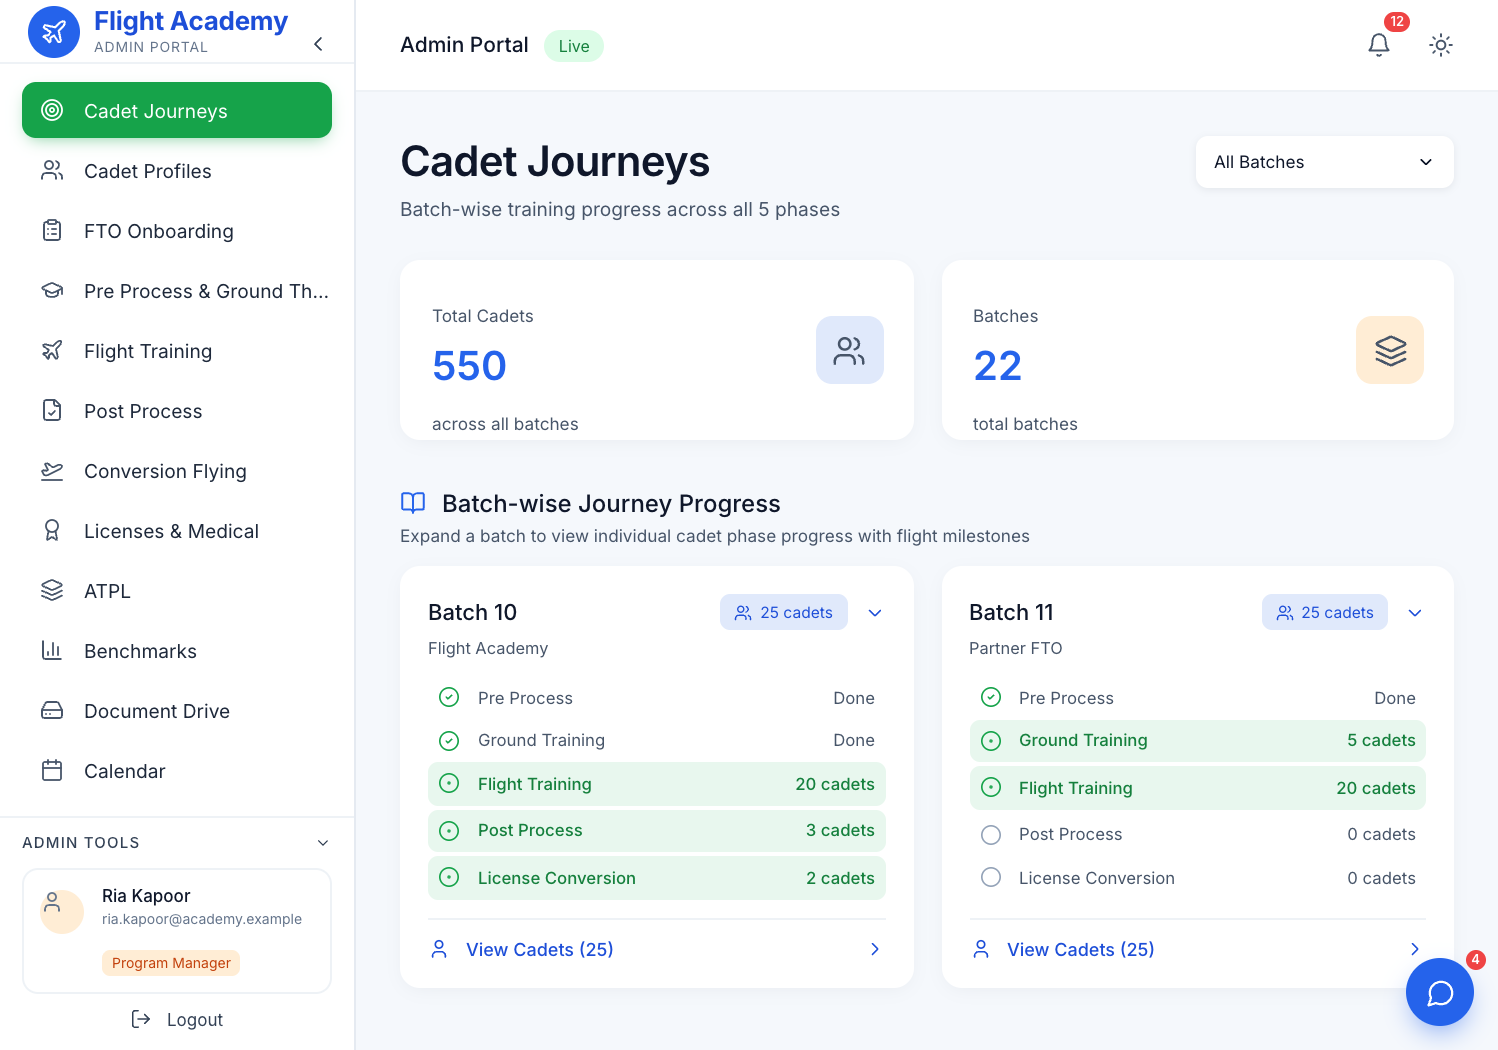 Flight Academy
ADMIN PORTAL
Cadet Journeys
Cadet Profiles
FTO Onboarding
Pre Process & Ground Th...
Flight Training
Post Process
Conversion Flying
Licenses & Medical
ATPL
Benchmarks
Document Drive
Calendar
ADMIN TOOLS
Ria Kapoor
ria.kapoor@academy.example
Program Manager
Logout
Admin Portal Live
12
Cadet Journeys
Batch-wise training progress across all 5 phases
All Batches
Total Cadets
550
across all batches
Batches
22
total batches
Batch-wise Journey Progress
Expand a batch to view individual cadet phase progress with flight milestones
Batch 10 25 cadets
Flight Academy
Pre Process Done
Ground Training Done
Flight Training 20 cadets
Post Process 3 cadets
License Conversion 2 cadets
View Cadets (25)
Batch 11 25 cadets
Partner FTO
Pre Process Done
Ground Training 5 cadets
Flight Training 20 cadets
Post Process 0 cadets
License Conversion 0 cadets
View Cadets (25)
4